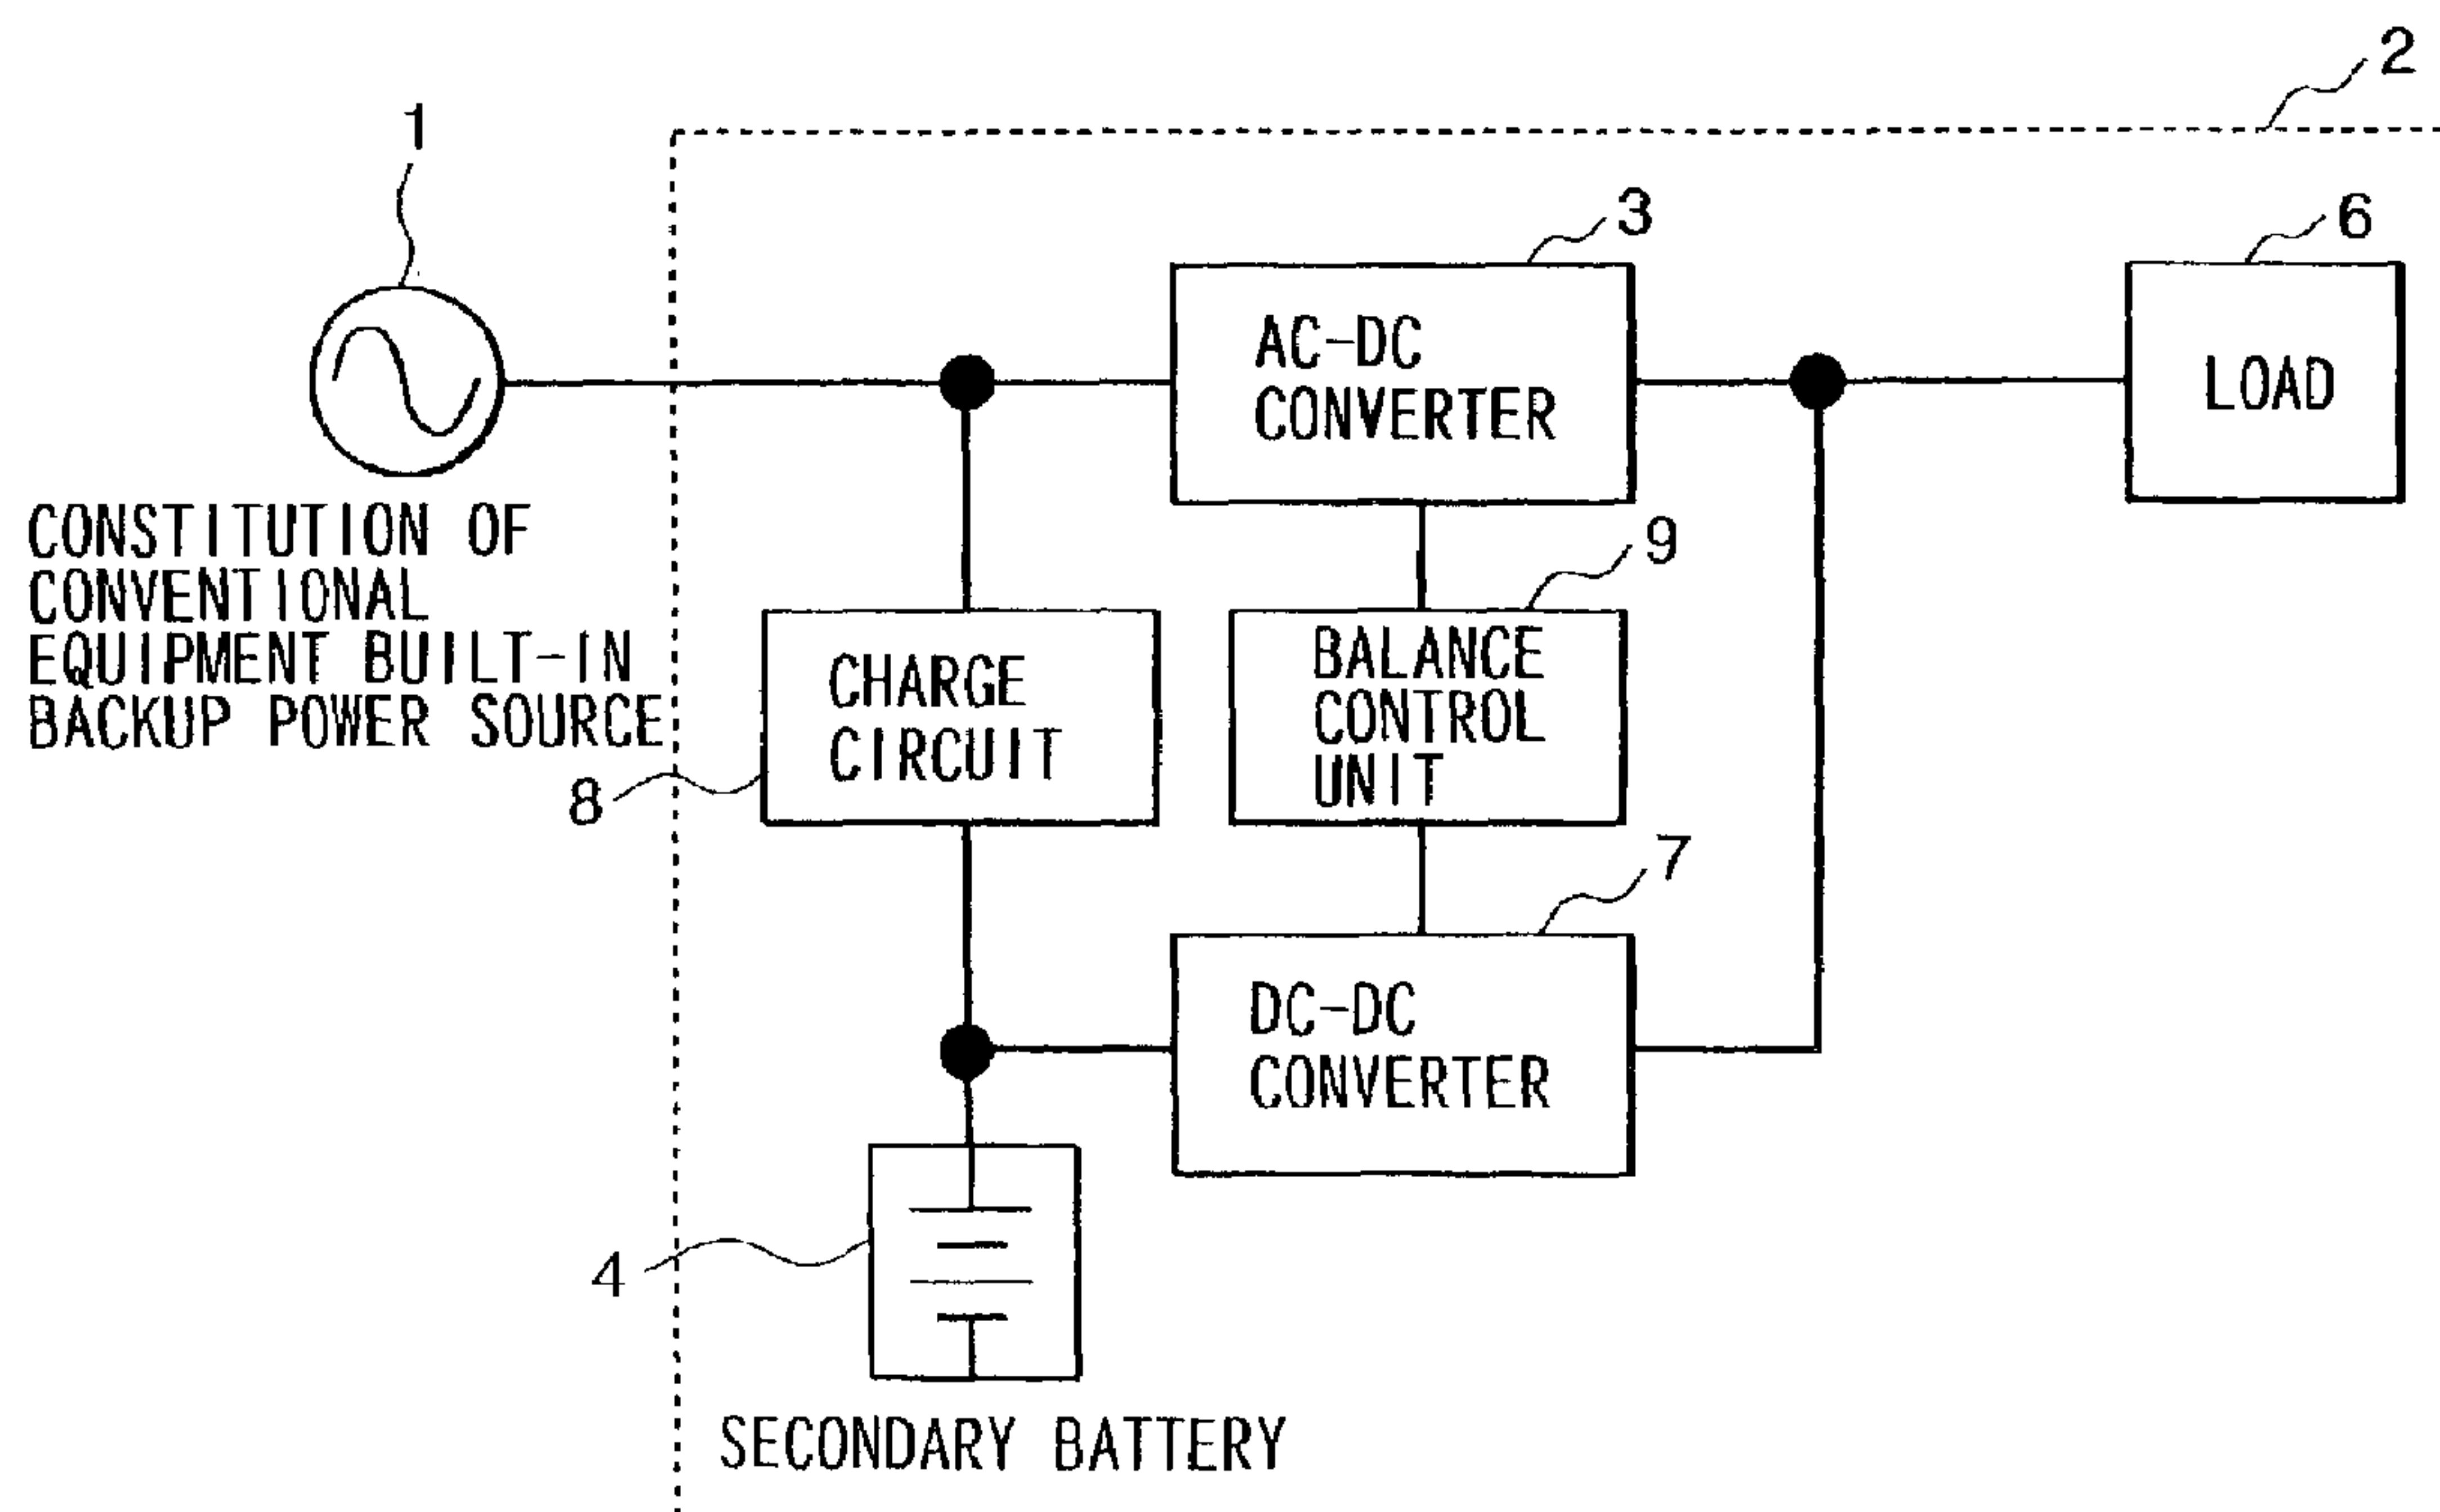 2
1
3
6
AC-DC
CONVERTER
LOAD
CONSTITUTION OF
CONVENTIONAL
EQUIPMENT BUILT-IN
BACKUP POWER SOURCE
9
CHARGE
CIRCUIT
8
BALANCE
CONTROL
UNIT
7
DC-DC
CONVERTER
4
SECONDARY BATTERY